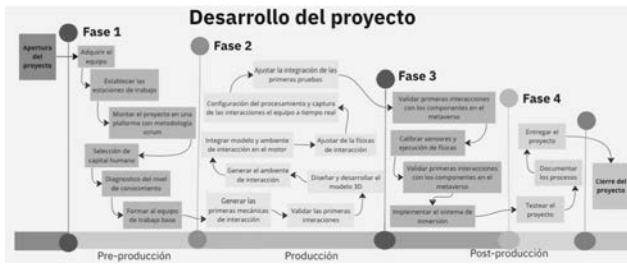 Desarrollo del proyecto
Apertura
del
proyecto
Fase 1
Adquirir el
equipo
Establecer las
estaciones de trabajo
Montar el proyecto en una
plaforma con metodología
scrum
Selección de
capital humano
Diagnostico del nivel
de conocimiento
Formar al equipo
de trabajo base
Fase 2
Ajustar la integración de las
primeras pruebas
Configuración del procesamiento y captura
de las interacciones el equipo a tiempo real
Integrar modelo y ambiente
de interacción en el motor
Ajustar de la físicas
de interacción
Generar el ambiente
de interacción
Diseñar y desarrollar el
modelo 3D
Generar las
primeras mecánicas
de interacción
Validar las primeras
interaciones
Fase 3
Validar primeras interacciones
con los componentes en el
metaverso
Calibrar sensores y
ejecución de físcas
Validar primeras interacciones
con los componentes en el
metaverso
Implementar el sistema de
inmersión
Fase 4
Entregar el
proyecto
Documentar
los procesos
Testear el
proyecto
Cierre del
proyecto
Pre-producción
Producción
Post-producción